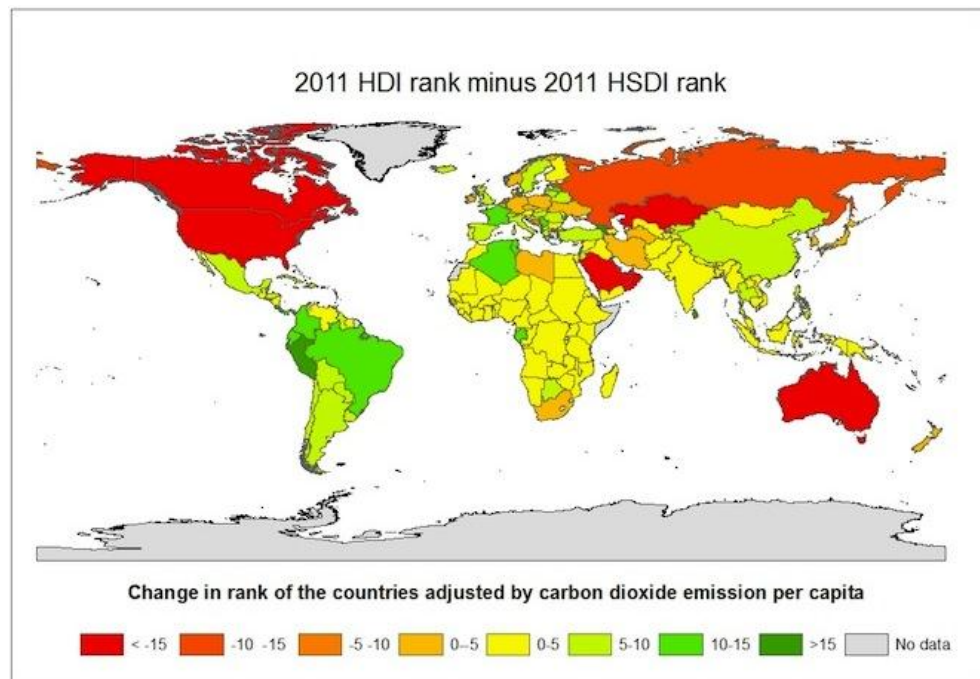 2011 HDI rank minus 2011 HSDI rank
Change in rank of the countries adjusted by carbon dioxide emission per capita
< -15 -10 -15 -5 -10 0--5 0-5 5-10 10-15 >15 No data